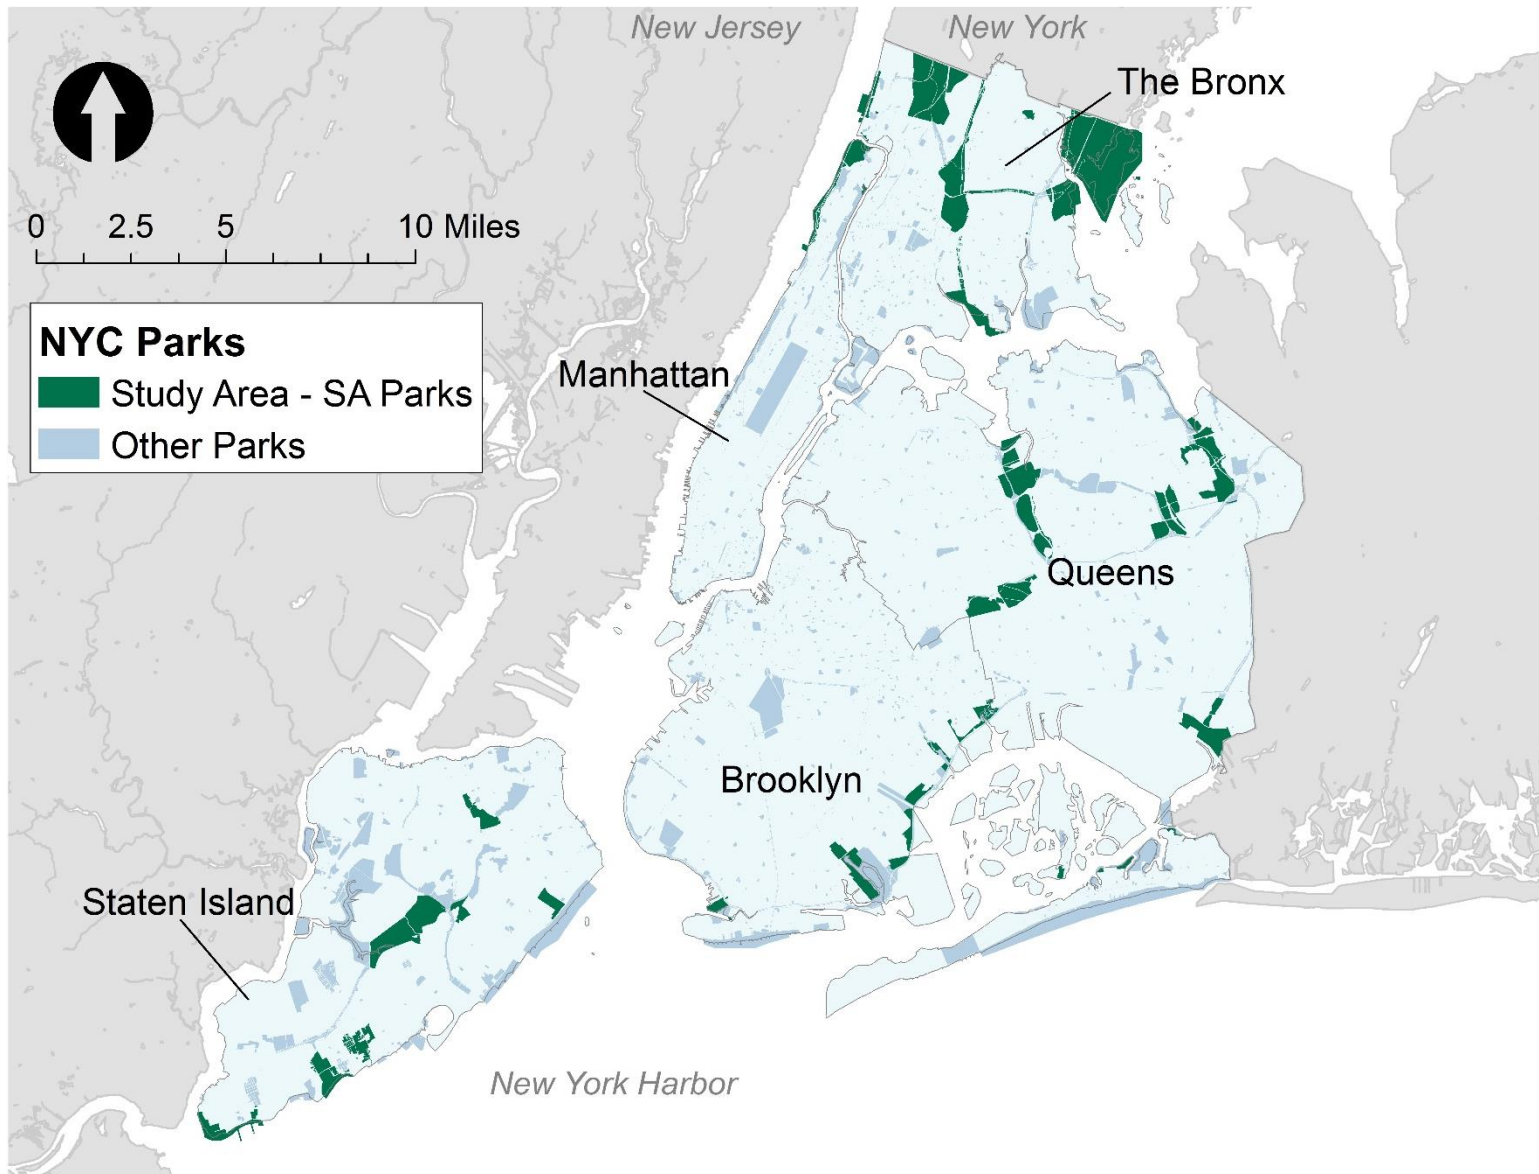 New Jersey
New York
The Bronx
0 2.5 5 10 Miles
NYC Parks
Study Area - SA Parks
Other Parks
Manhattan
Queens
Brooklyn
Staten Island
New York Harbor